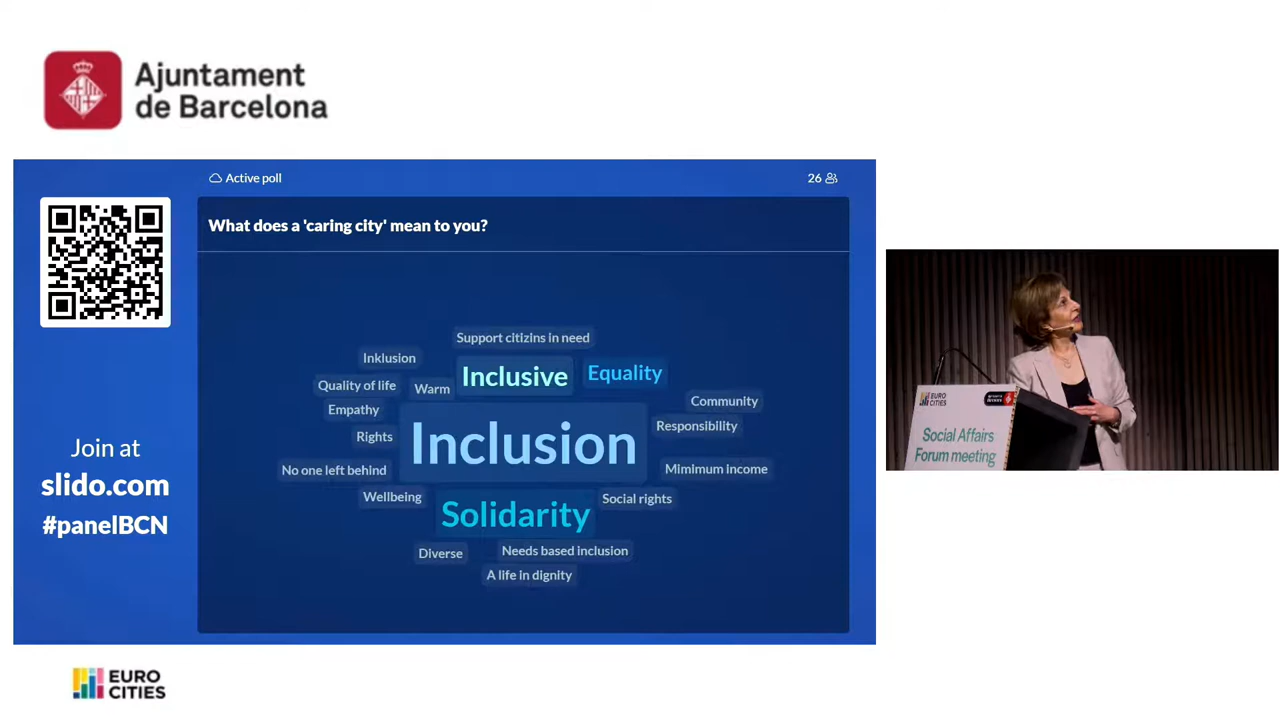 Ajuntament
de Barcelona
Active poll
26
What does a 'caring city' mean to you?
Support citizins in need
Inklusion
Inclusive
Equality
Quality of life
Warm
Community
Empathy
Responsibility
Rights
Inclusion
No one left behind
Mimimum income
Wellbeing
Social rights
Solidarity
Diverse
Needs based inclusion
A life in dignity
Join at
slido.com
#panelBCN
EURO
CITIES
EURO
CITIES
Social Affairs
Forum meeting